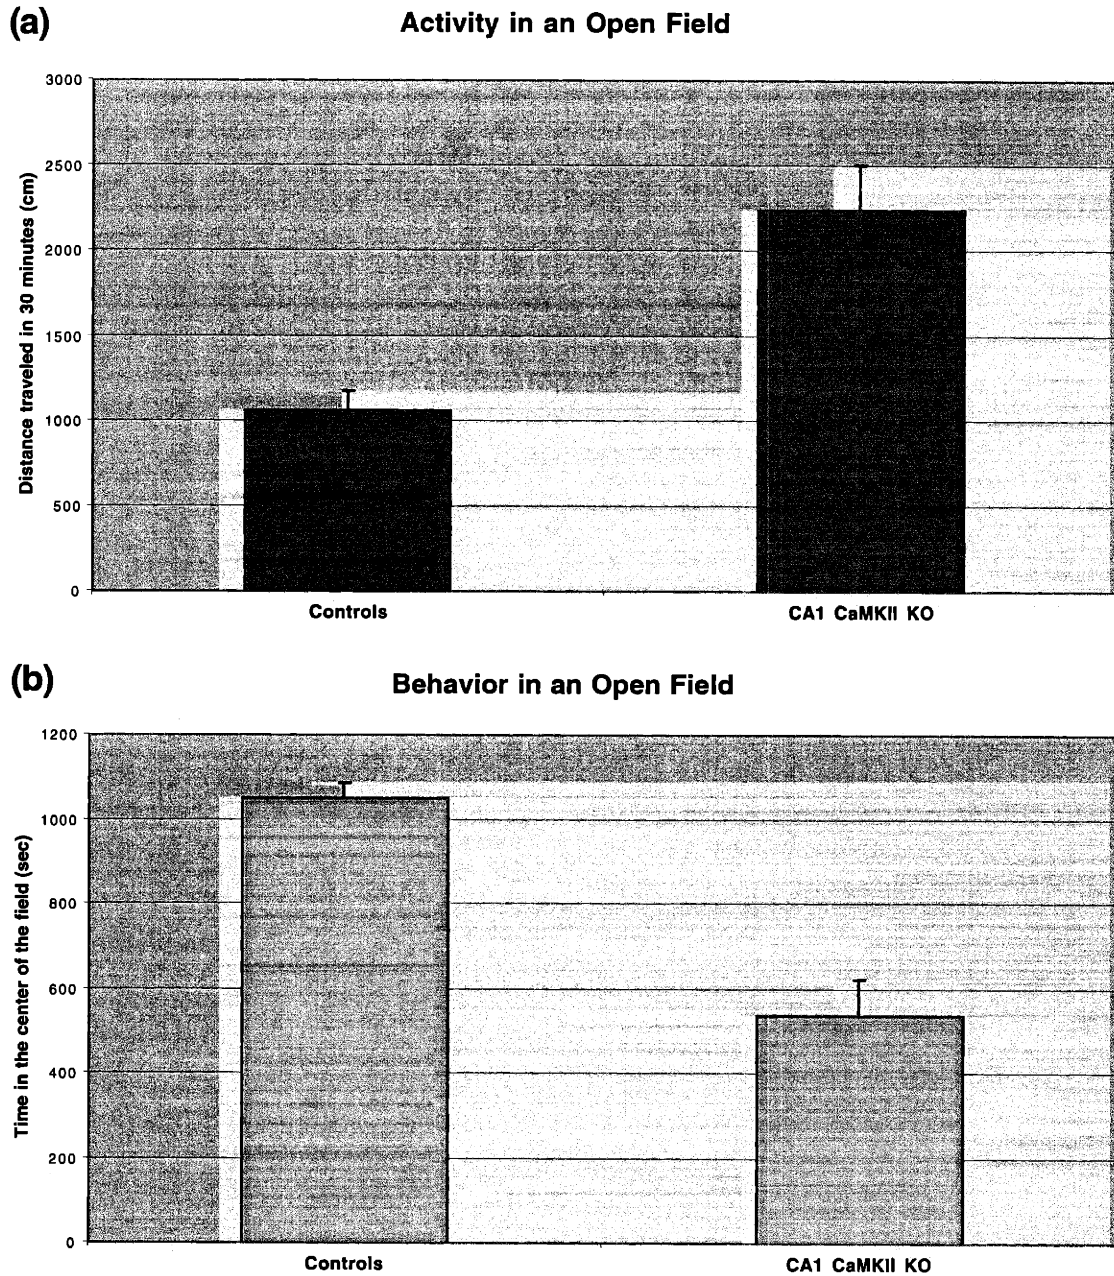 (a)
Activity in an Open Field
Distance traveled in 30 minutes (cm)
3000
2500
2000
1500
1000
500
0
Controls
CA1 CaMKII KO
(b)
Behavior in an Open Field
Time in the center of the field (sec)
1200
1000
800
600
400
200
0
Controls
CA1 CaMKII KO